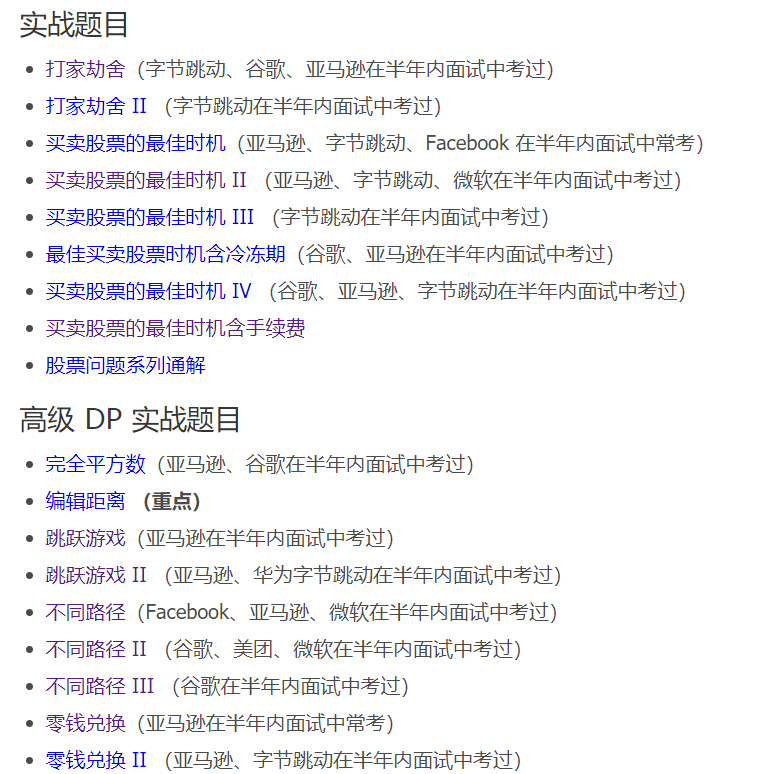 实战题目
打家劫舍（字节跳动、谷歌、亚马逊在半年内面试中考过）
打家劫舍 II （字节跳动在半年内面试中考过）
买卖股票的最佳时机（亚马逊、字节跳动、Facebook 在半年内面试中常考）
买卖股票的最佳时机 II （亚马逊、字节跳动、微软在半年内面试中考过）
买卖股票的最佳时机 III （字节跳动在半年内面试中考过）
最佳买卖股票时机含冷冻期（谷歌、亚马逊在半年内面试中考过）
买卖股票的最佳时机 IV （谷歌、亚马逊、字节跳动在半年内面试中考过）
买卖股票的最佳时机含手续费
股票问题系列通解
高级 DP 实战题目
完全平方数（亚马逊、谷歌在半年内面试中考过）
编辑距离 （重点）
跳跃游戏（亚马逊在半年内面试中考过）
跳跃游戏 II （亚马逊、华为字节跳动在半年内面试中考过）
不同路径（Facebook、亚马逊、微软在半年内面试中考过）
不同路径 II （谷歌、美团、微软在半年内面试中考过）
不同路径 III （谷歌在半年内面试中考过）
零钱兑换（亚马逊在半年内面试中常考）
零钱兑换 II （亚马逊、字节跳动在半年内面试中考过）